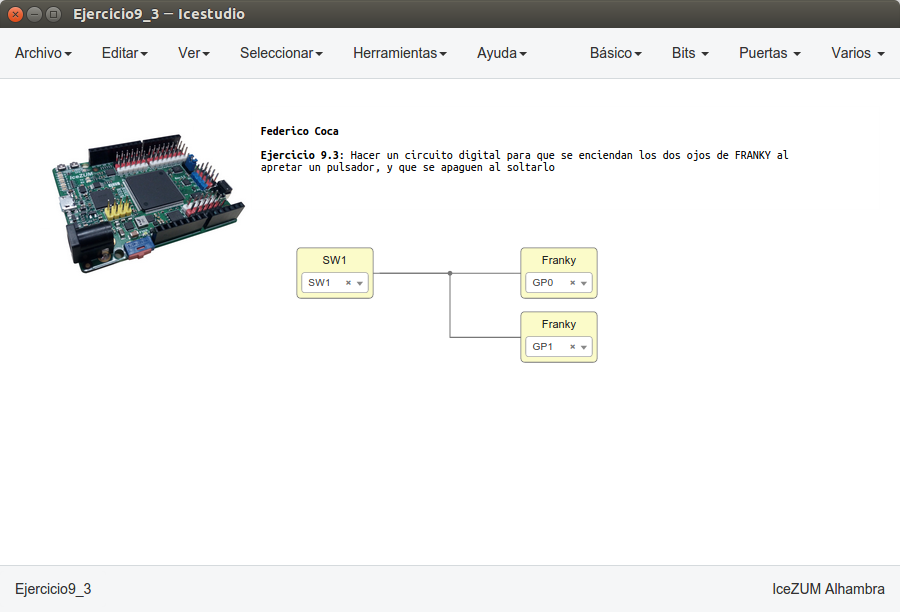 Ejercicio9_3 — Icestudio
Archivo Editar Ver Seleccionar Herramientas Ayuda Básico Bits Puertas Varios
Federico Coca
Ejercicio 9.3: Hacer un circuito digital para que se enciendan los dos ojos de FRANKY al
apretar un pulsador, y que se apaguen al soltarlo
IceZUM
SW1 Franky
SW1 GP0
Franky
GP1
Ejercicio9_3 IceZUM Alhambra